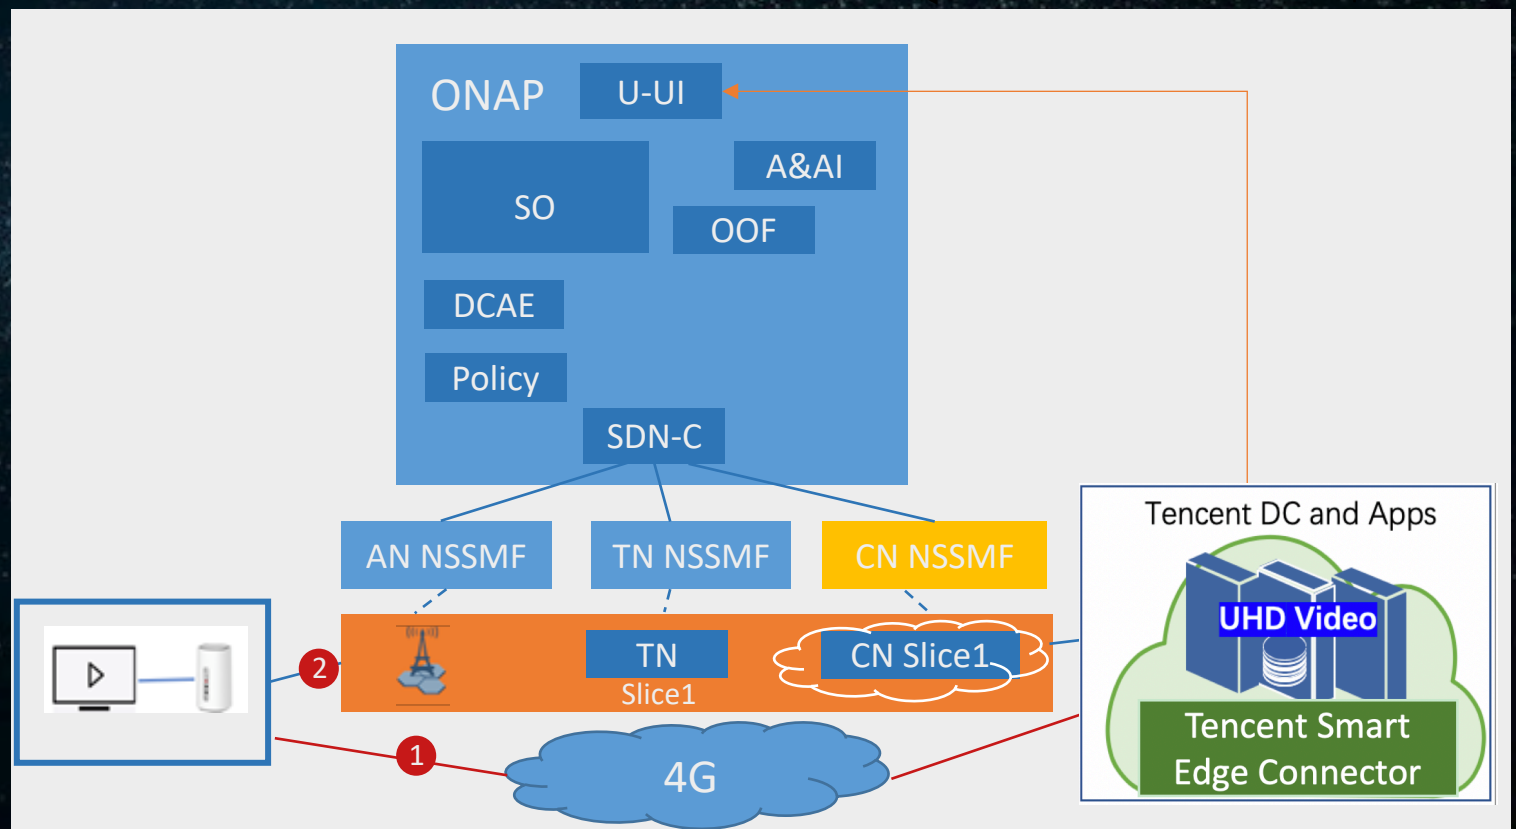 ONAP
U-UI
A&AI
SO
OOF
DCAE
Policy
SDN-C
AN NSSMF
TN NSSMF
CN NSSMF
Tencent DC and Apps
UHD Video
2
TN
CN Slice1
Slice1
1
4G
Tencent Smart
Edge Connector